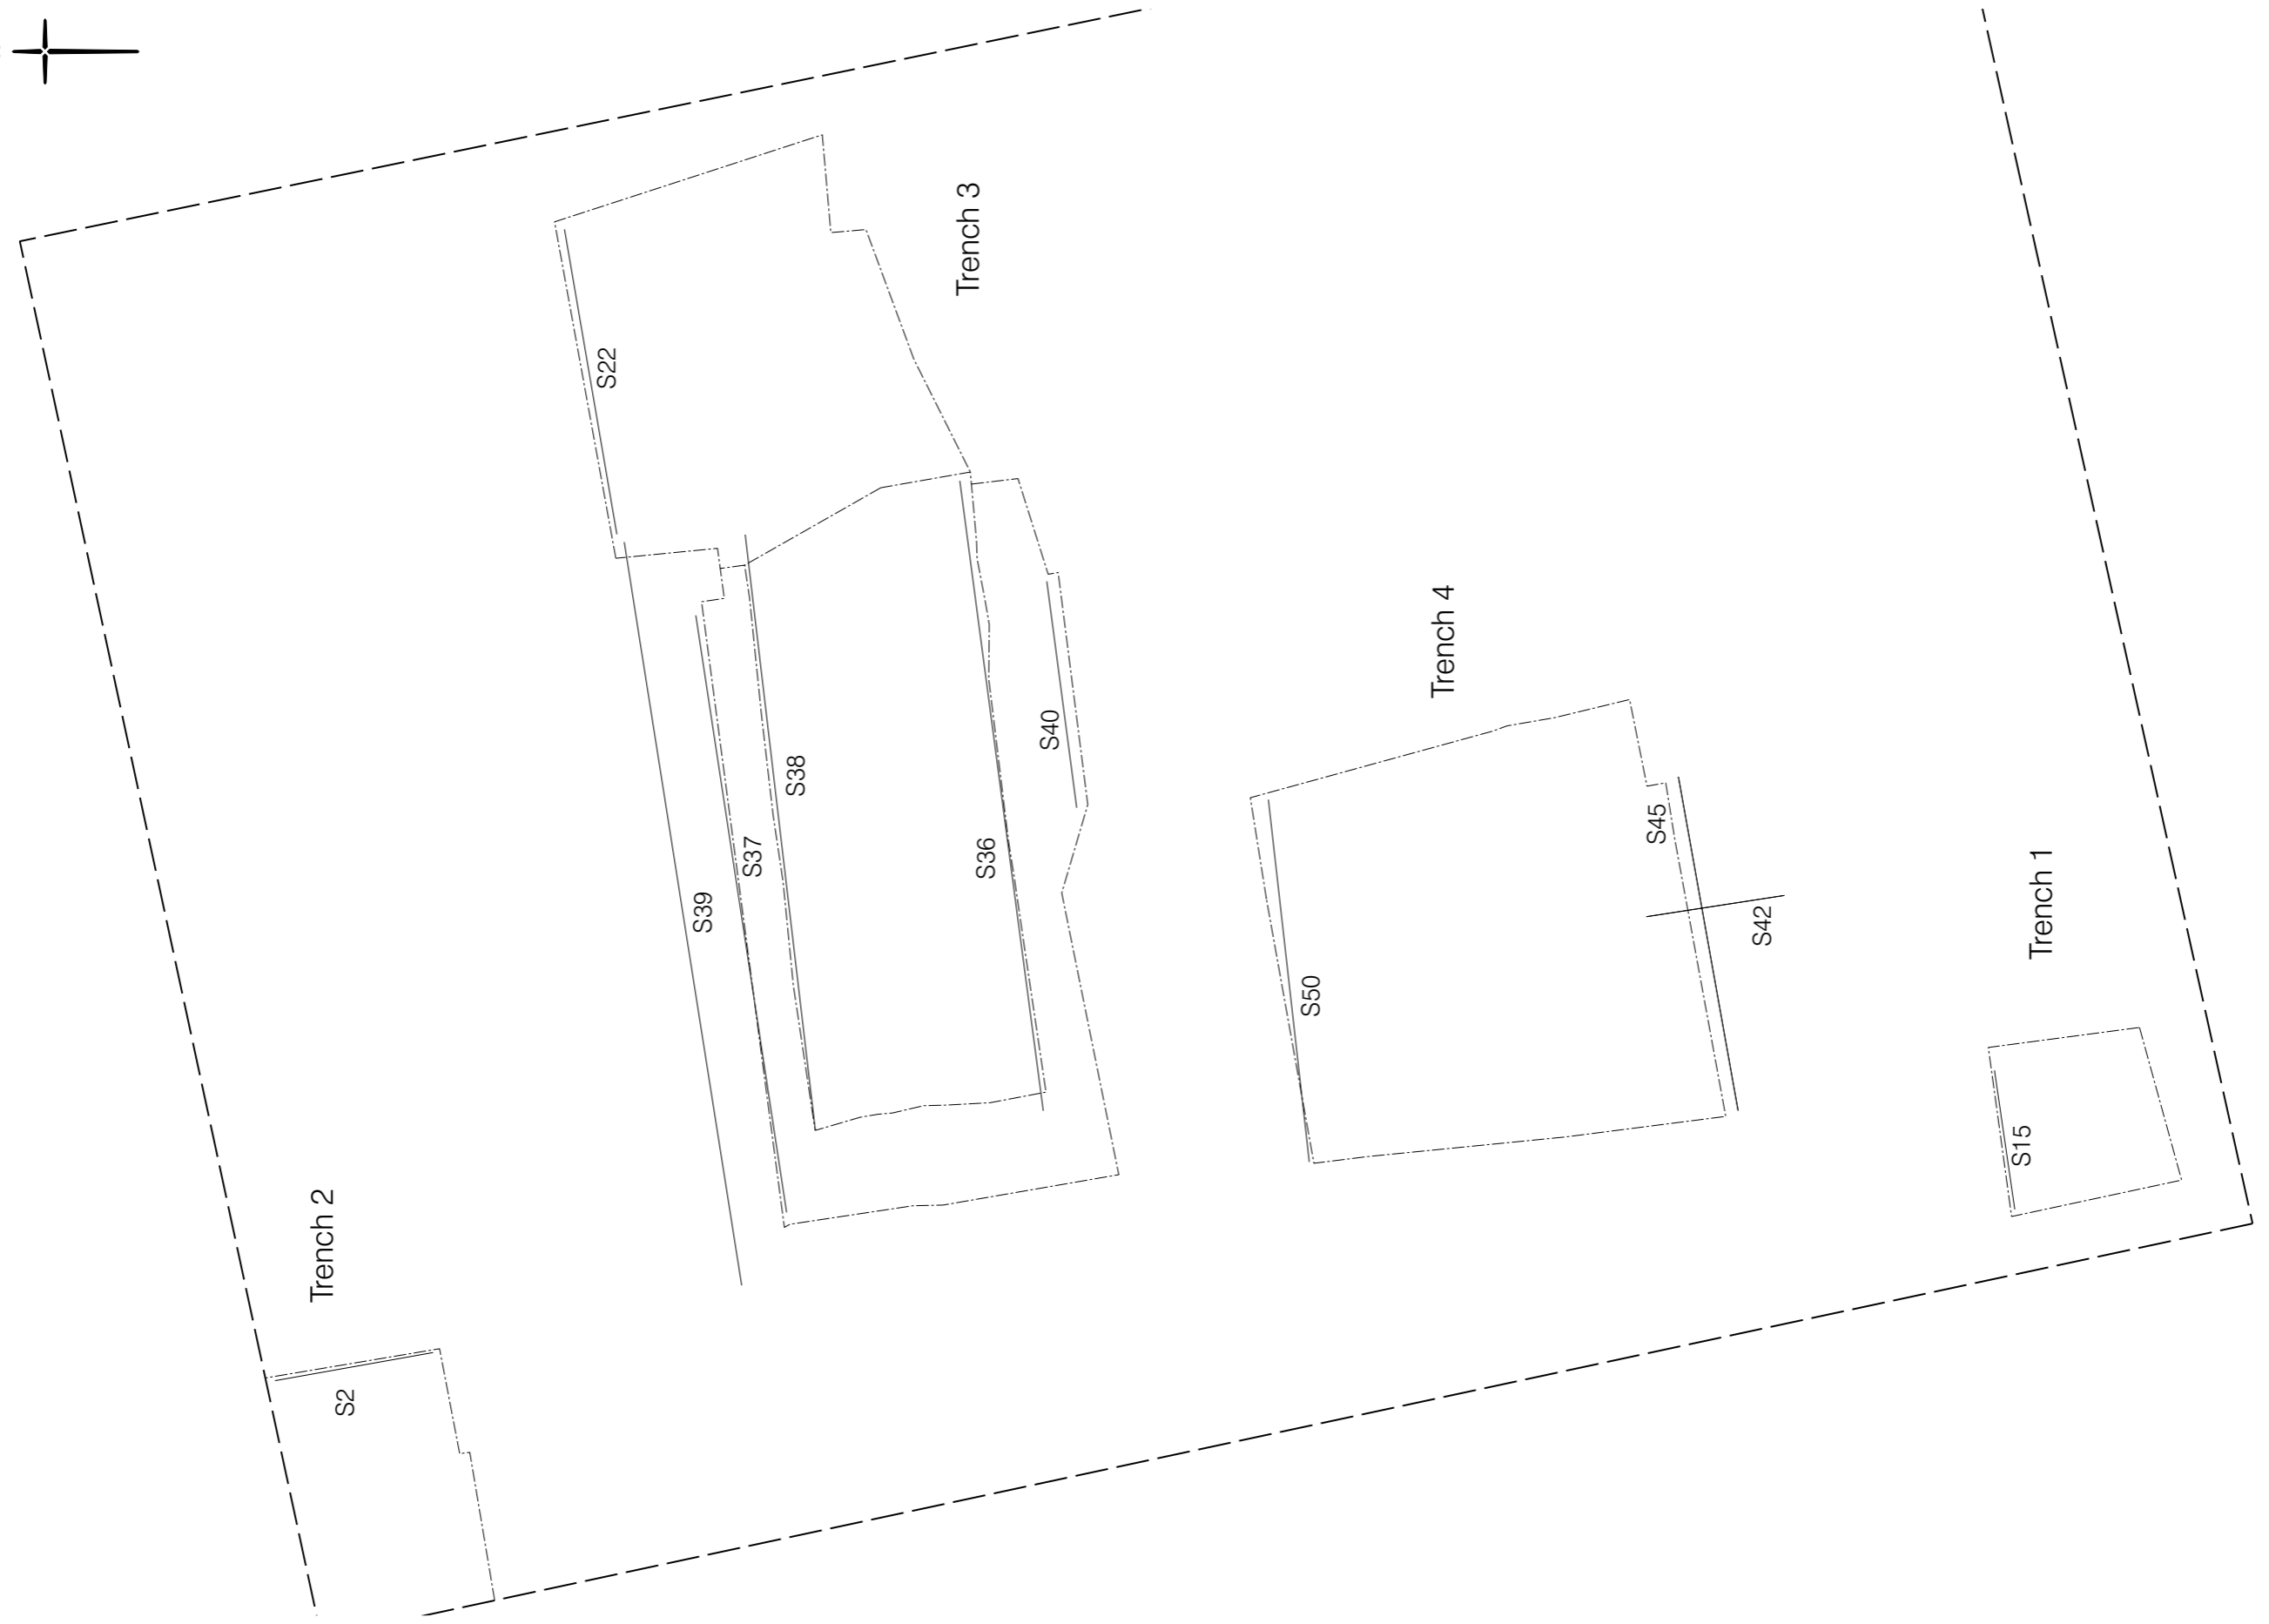 Trench 2
S2
S39
S37
S38
S22
Trench 3
S36
S40
Trench 4
S50
S45
S42
Trench 1
S15